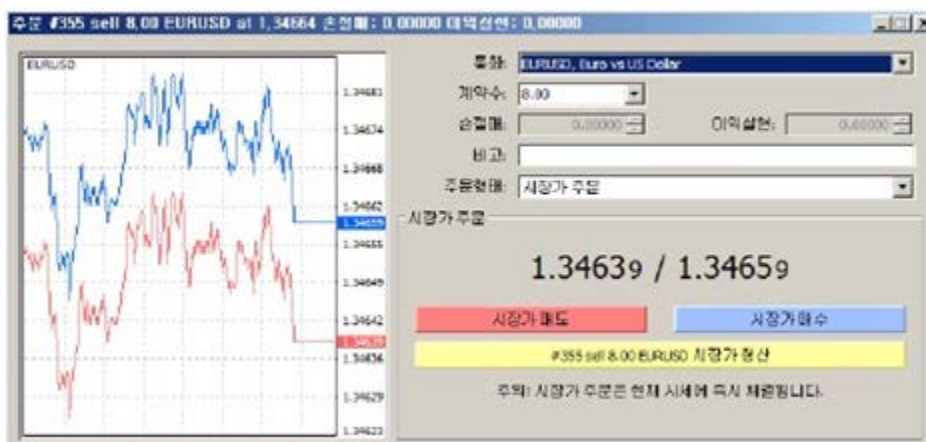 주문 #355 sell 8.00 EURUSD at 1.34664 손절매: 0.00000 이익실현: 0.00000
EURUSD
1.34681
1.34674
1.34668
1.34662
1.34659
1.34655
1.34649
1.34642
1.34639
1.34636
1.34629
1.34623
통화: EURUSD, Euro vs US Dollar
계약수: 8.00
손절매: 0.00000 이익실현: 0.00000
비고:
주문형태: 시장가 주문
시장가 주문
1.34639 / 1.34659
시장가 매도 시장가 매수
#355 sell 8.00 EURUSD 시장가 청산
주의: 시장가 주문은 현재 시세에 즉시 체결됩니다.